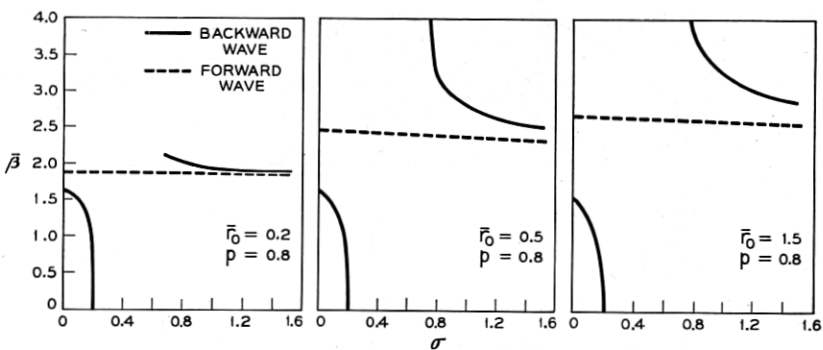 4.0
3.5
3.0
2.5
2.0
1.5
1.0
0.5
0
β̄
BACKWARD
WAVE
FORWARD
WAVE
r̄₀ = 0.2
p = 0.8
r̄₀ = 0.5
p = 0.8
r̄₀ = 1.5
p = 0.8
0 0.4 0.8 1.2 1.6
0 0.4 0.8 1.2 1.6
0 0.4 0.8 1.2 1.6
σ